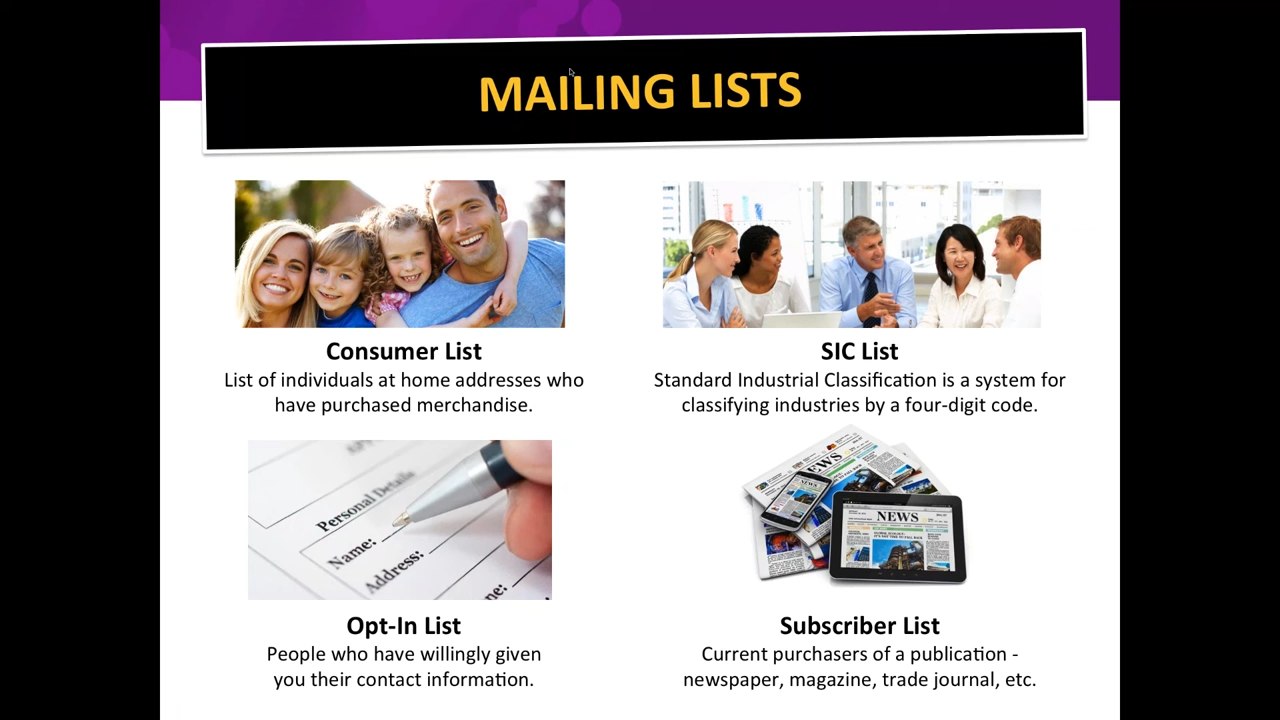 MAILING LISTS
Consumer List
List of individuals at home addresses who
have purchased merchandise.
SIC List
Standard Industrial Classification is a system for
classifying industries by a four-digit code.
Personal Details
Name:
Address:
NEWS
NEWS
Opt-In List
People who have willingly given
you their contact information.
Subscriber List
Current purchasers of a publication -
newspaper, magazine, trade journal, etc.